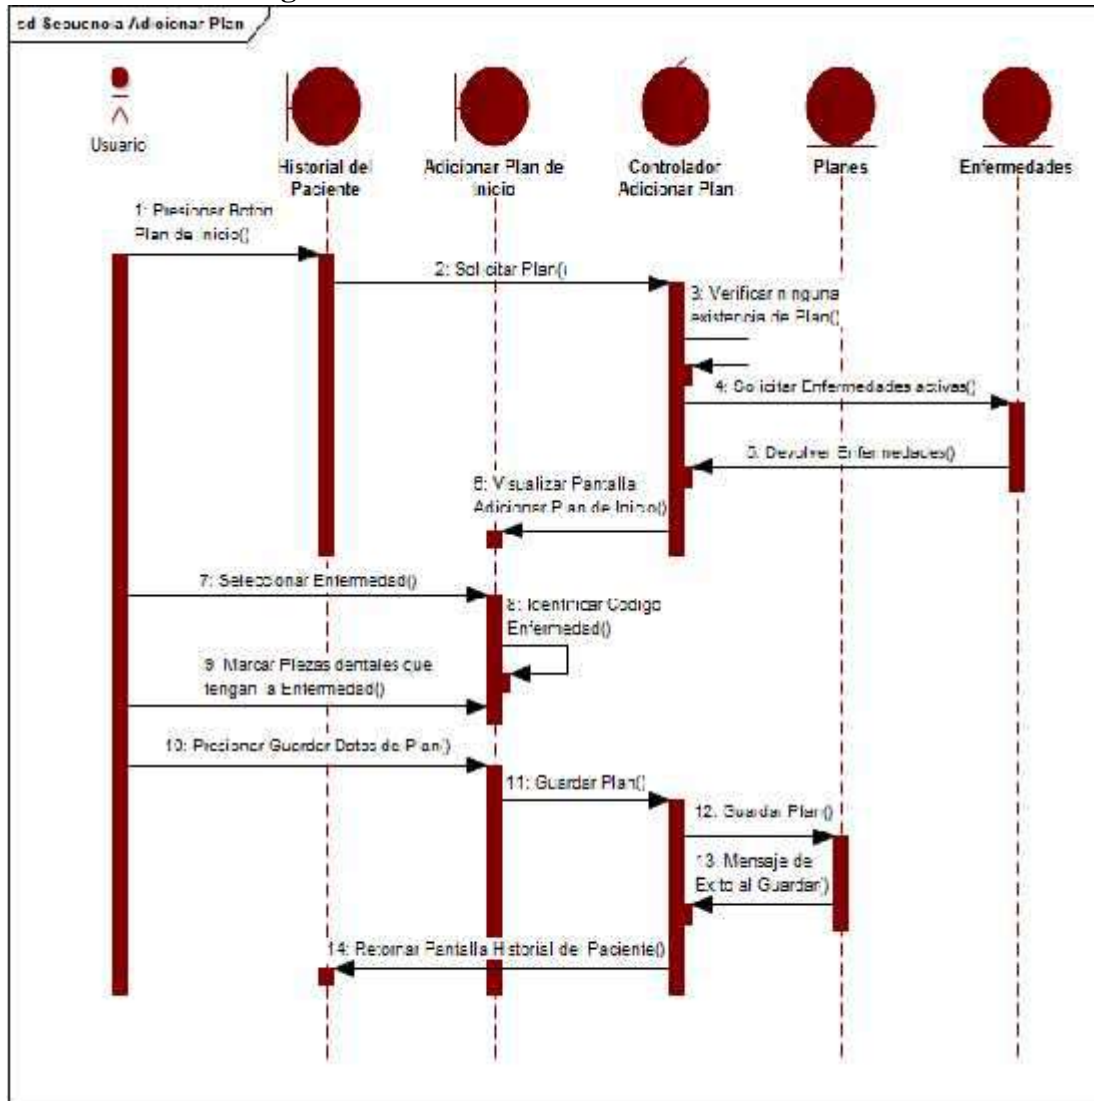 sd Secuencia Adicionar Plan
Usuario
Historial del
Paciente
Adicionar Plan de
Inicio
Controlador
Adicionar Plan
Planes
Enfermedades
1: Presionar Boton
Plan de Inicio()
2: Solicitar Plan()
3: Verificar ninguna
existencia de Plan()
4: Solicitar Enfermedades activas()
5: Devolver Enfermedades()
6: Visualizar Pantalla
Adicionar Plan de Inicio()
7: Seleccionar Enfermedad()
8: Identificar Codigo
Enfermedad()
9: Marcar Piezas dentales que
tengan la Enfermedad()
10: Presionar Guardar Datos de Plan()
11: Guardar Plan()
12: Guardar Plan()
13: Mensaje de
Exito al Guardar()
14: Retornar Pantalla Historial del Paciente()